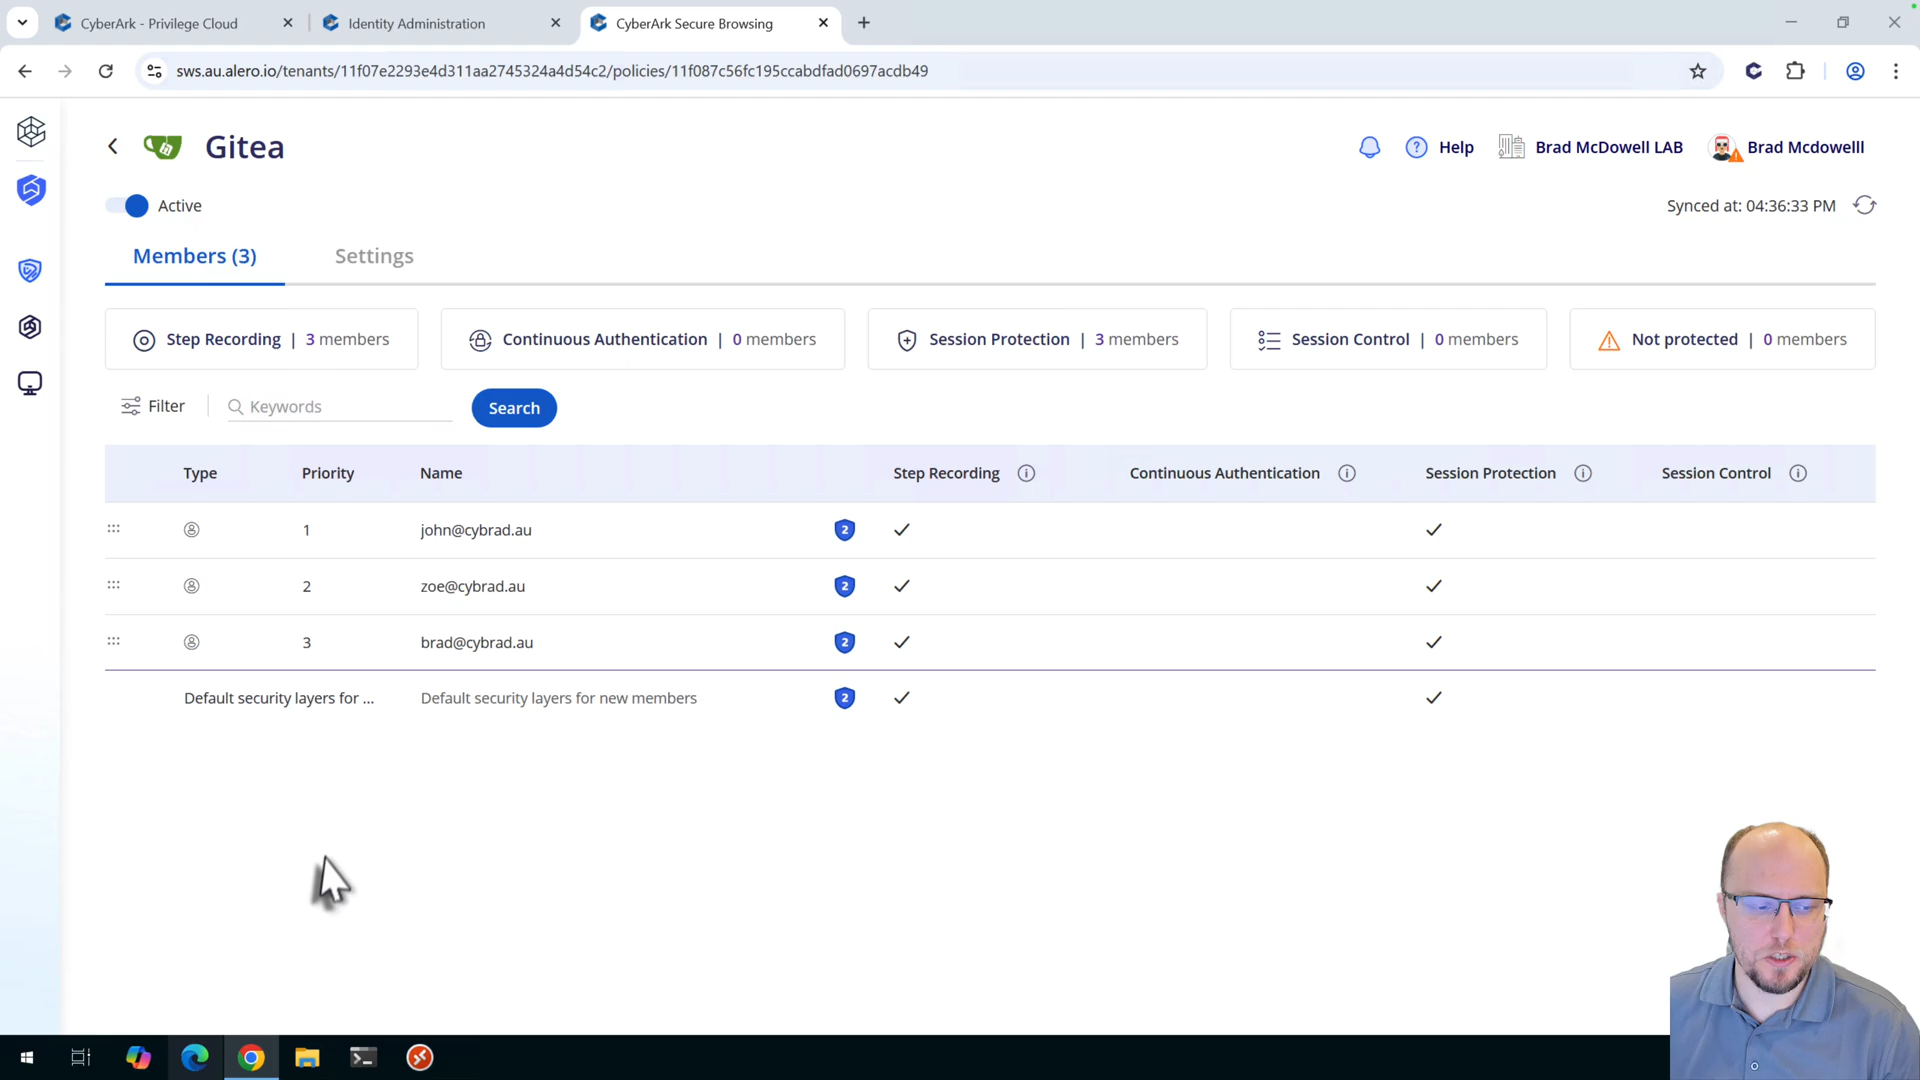 CyberArk - Privilege Cloud
Identity Administration
CyberArk Secure Browsing
sws.au.alero.io/tenants/11f07e2293e4d311aa2745324a4d54c2/policies/11f087c56fc195ccabdfad0697acdb49
Gitea
Help
Brad McDowell LAB
Brad Mcdowelll
Active
Synced at: 04:36:33 PM
Members (3)
Settings
Step Recording | 3 members
Continuous Authentication | 0 members
Session Protection | 3 members
Session Control | 0 members
Not protected | 0 members
Filter
Keywords
Search
Type Priority Name Step Recording Continuous Authentication Session Protection Session Control
1 john@cybrad.au 2
2 zoe@cybrad.au 2
3 brad@cybrad.au 2
Default security layers for ... Default security layers for new members 2